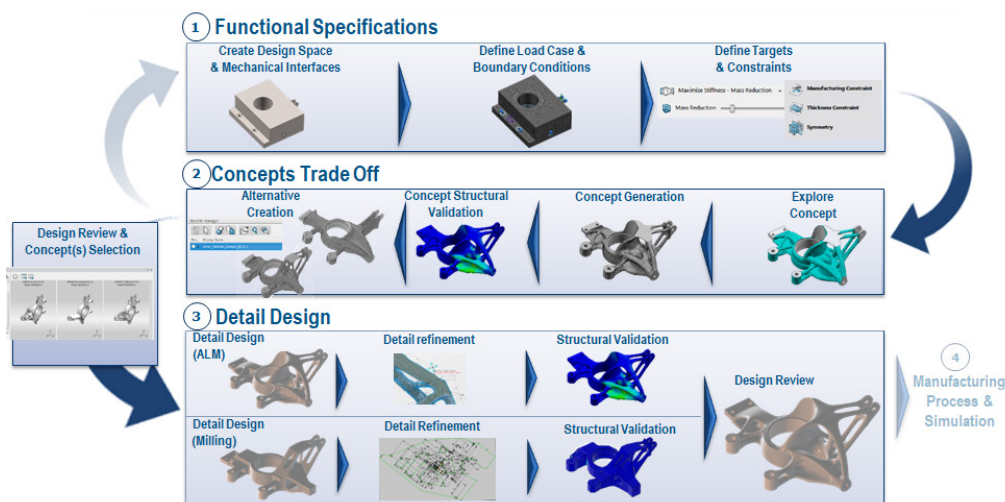 1 Functional Specifications
Create Design Space
& Mechanical Interfaces
Define Load Case &
Boundary Conditions
Define Targets
& Constraints
Maximize Stiffness - Mass Reduction
Mass Reduction
Manufacturing Constraint
Thickness Constraint
Symmetry
2 Concepts Trade Off
Alternative
Creation
Concept Structural
Validation
Concept Generation
Explore
Concept
Design Review &
Concept(s) Selection
3 Detail Design
Detail Design
(ALM)
Detail refinement
Structural Validation
Detail Design
(Milling)
Detail Refinement
Structural Validation
Design Review
4
Manufacturing
Process &
Simulation